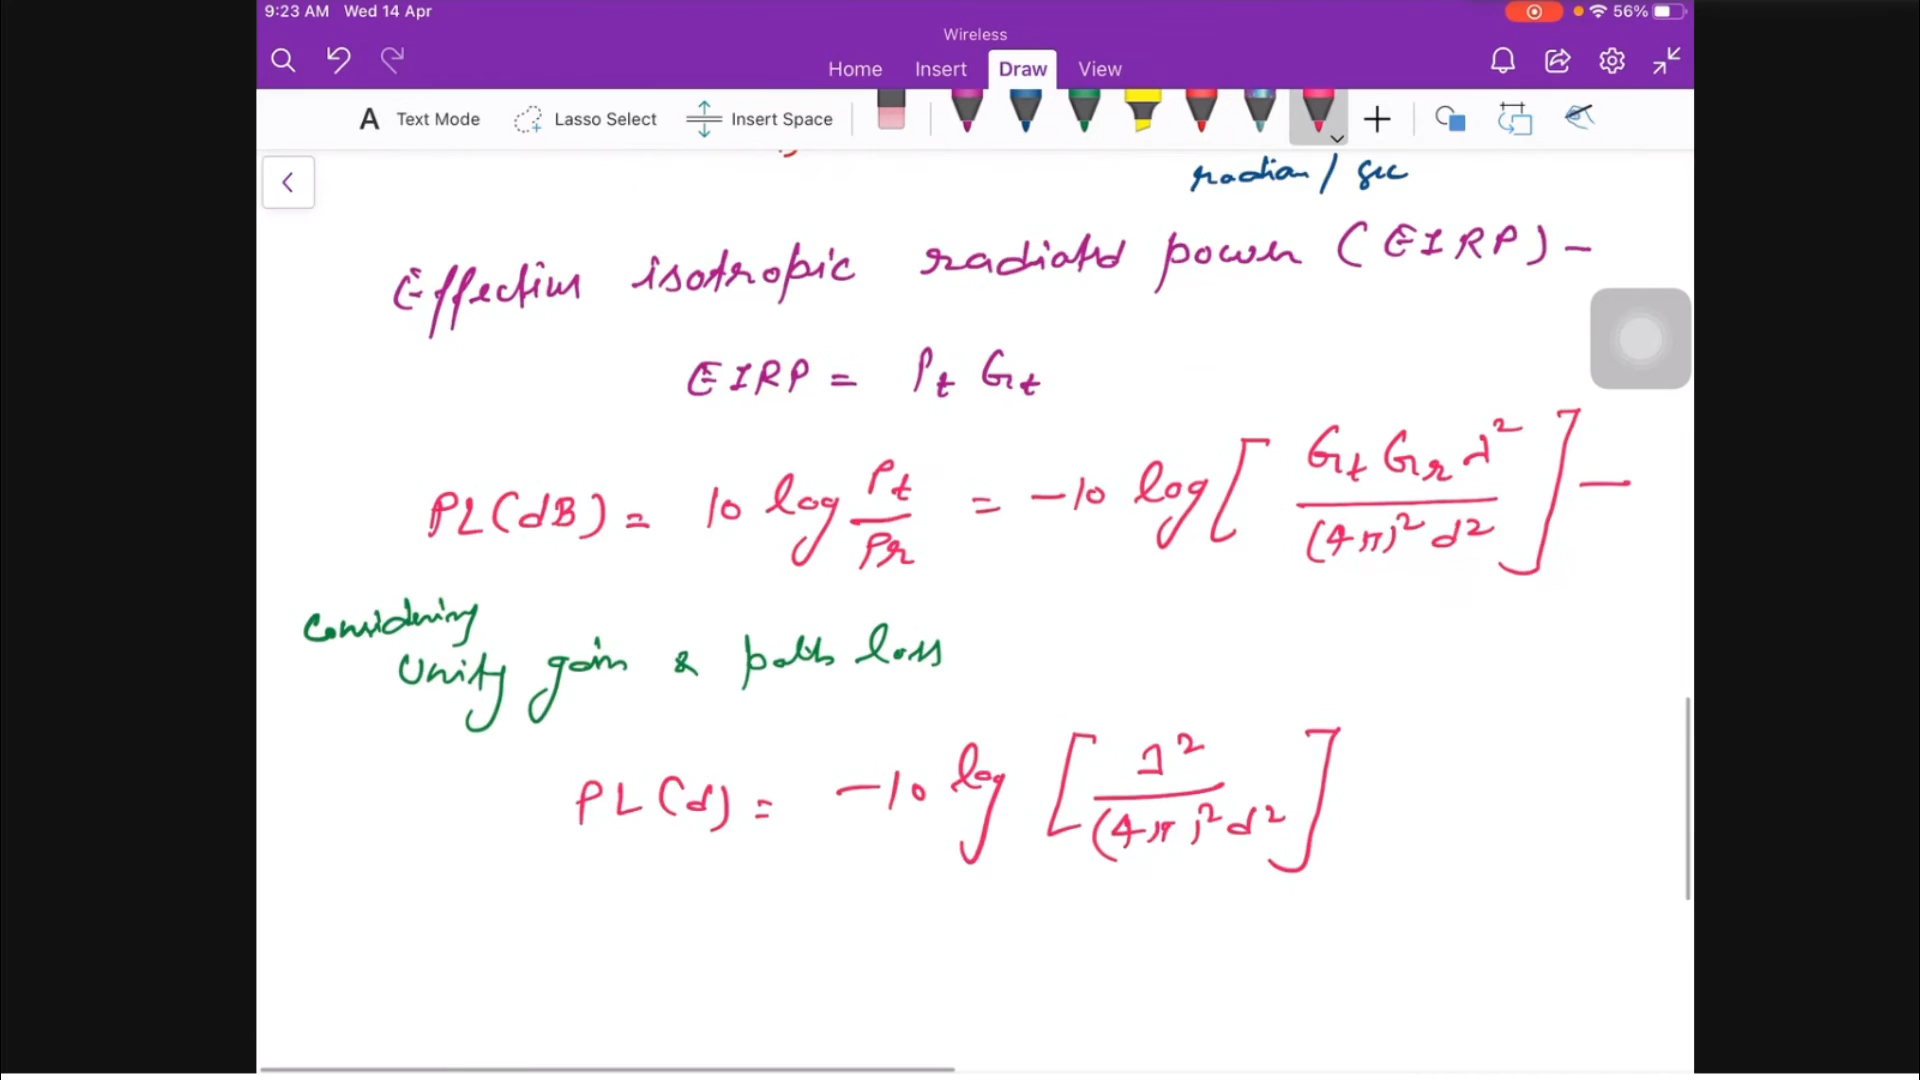 9:23 AM Wed 14 Apr 56%
Wireless
Home Insert Draw View
A Text Mode Lasso Select Insert Space
radian / sec
Effective isotropic radiated power (EIRP) -
EIRP = Pt Gt
PL(dB) = 10 log Pt/Pr = -10 log [ Gt Gr λ² / (4π)² d² ] -
Considering
Unity gain & path loss
PL(d) = -10 log [ λ² / (4π)² d² ]